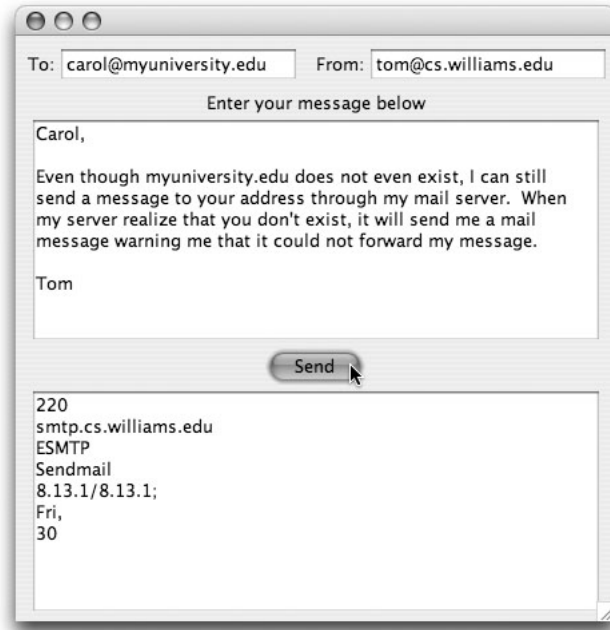 To: carol@myuniversity.edu From: tom@cs.williams.edu
Enter your message below
Carol,
Even though myuniversity.edu does not even exist, I can still
send a message to your address through my mail server. When
my server realize that you don't exist, it will send me a mail
message warning me that it could not forward my message.
Tom
Send
220
smtp.cs.williams.edu
ESMTP
Sendmail
8.13.1/8.13.1;
Fri,
30